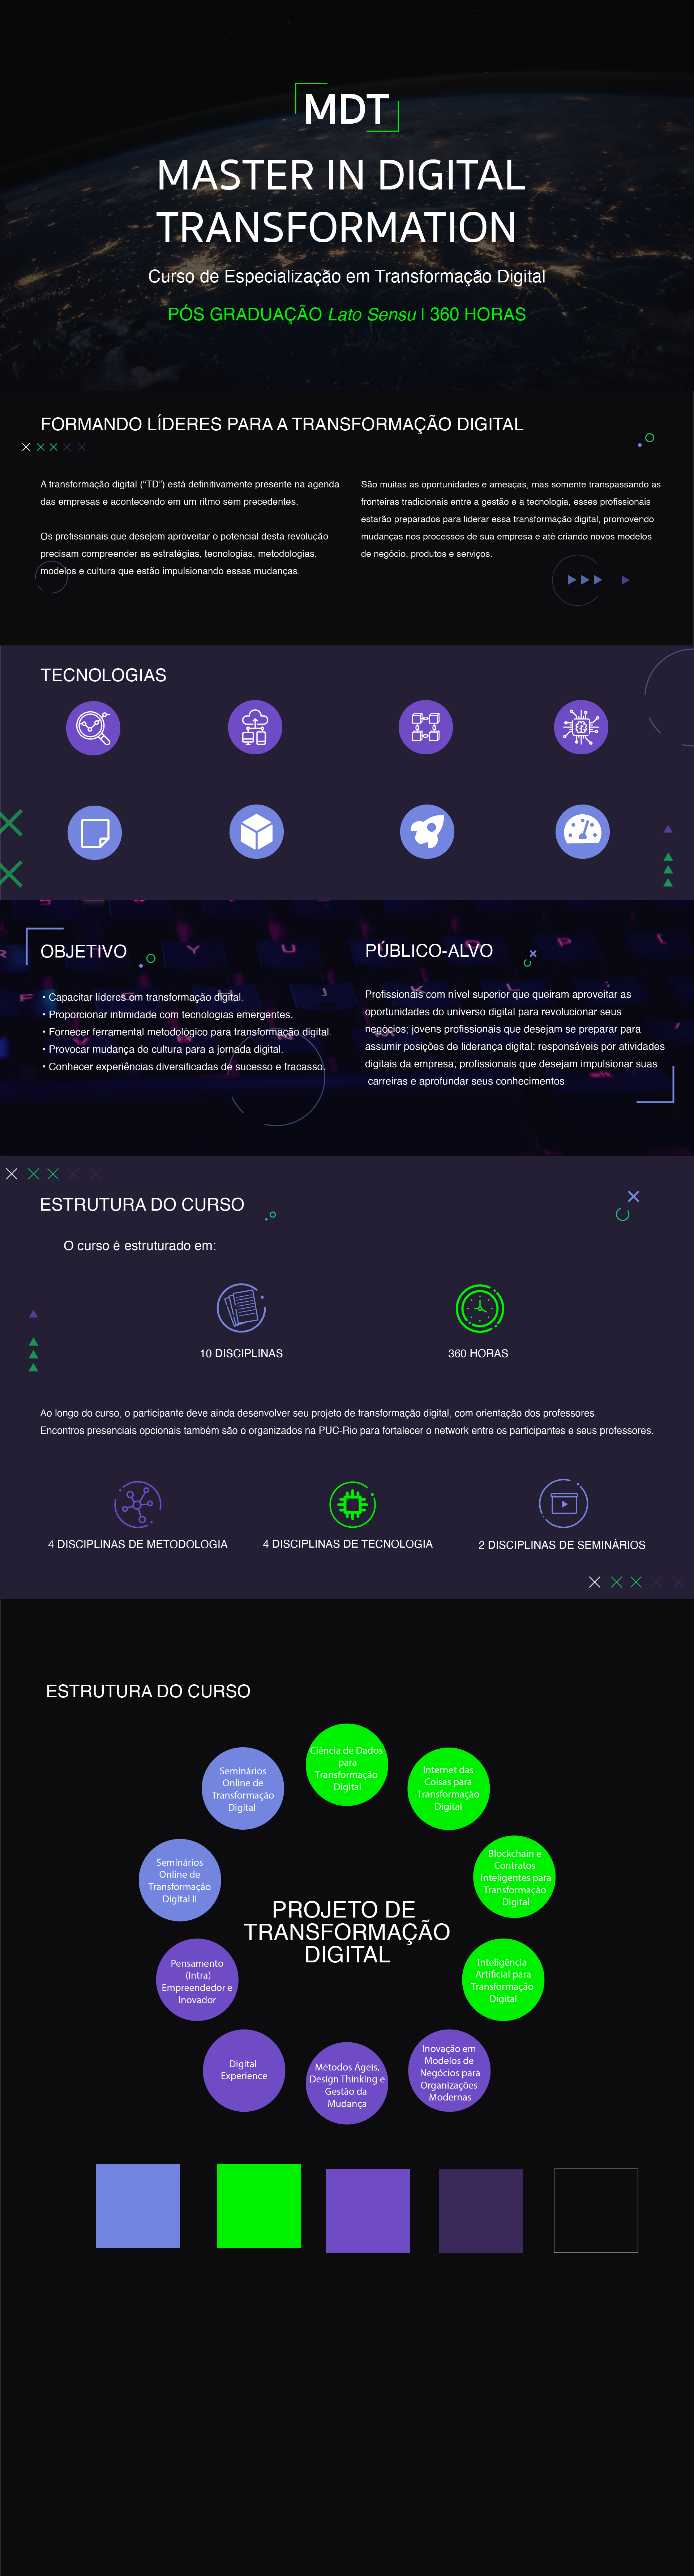 MDT
MASTER IN DIGITAL
TRANSFORMATION
Curso de Especialização em Transformação Digital
PÓS GRADUAÇÃO Lato Sensu | 360 HORAS
FORMANDO LÍDERES PARA A TRANSFORMAÇÃO DIGITAL
A transformação digital (“TD”) está definitivamente presente na agenda
das empresas e acontecendo em um ritmo sem precedentes.
Os profissionais que desejem aproveitar o potencial desta revolução
precisam compreender as estratégias, tecnologias, metodologias,
modelos e cultura que estão impulsionando essas mudanças.
São muitas as oportunidades e ameaças, mas somente transpassando as
fronteiras tradicionais entre a gestão e a tecnologia, esses profissionais
estarão preparados para liderar essa transformação digital, promovendo
mudanças nos processos de sua empresa e até criando novos modelos
de negócio, produtos e serviços.
TECNOLOGIAS
OBJETIVO
• Capacitar líderes em transformação digital.
• Proporcionar intimidade com tecnologias emergentes.
• Fornecer ferramental metodológico para transformação digital.
• Provocar mudança de cultura para a jornada digital.
• Conhecer experiências diversificadas de sucesso e fracasso.
PÚBLICO-ALVO
Profissionais com nível superior que queiram aproveitar as
oportunidades do universo digital para revolucionar seus
negócios; jovens profissionais que desejam se preparar para
assumir posições de liderança digital; responsáveis por atividades
digitais da empresa; profissionais que desejam impulsionar suas
carreiras e aprofundar seus conhecimentos.
ESTRUTURA DO CURSO
O curso é estruturado em:
10 DISCIPLINAS
360 HORAS
Ao longo do curso, o participante deve ainda desenvolver seu projeto de transformação digital, com orientação dos professores.
Encontros presenciais opcionais também são o organizados na PUC-Rio para fortalecer o network entre os participantes e seus professores.
4 DISCIPLINAS DE METODOLOGIA
4 DISCIPLINAS DE TECNOLOGIA
2 DISCIPLINAS DE SEMINÁRIOS
ESTRUTURA DO CURSO
Ciência de Dados
para
Transformação
Digital
Internet das
Coisas para
Transformação
Digital
Blockchain e
Contratos
Inteligentes para
Transformação
Digital
Inteligência
Artificial para
Transformação
Digital
Inovação em
Modelos de
Negócios para
Organizações
Modernas
Métodos Ágeis,
Design Thinking e
Gestão da
Mudança
Digital
Experience
Pensamento
(Intra)
Empreendedor e
Inovador
Seminários
Online de
Transformação
Digital II
Seminários
Online de
Transformação
Digital
PROJETO DE
TRANSFORMAÇÃO
DIGITAL